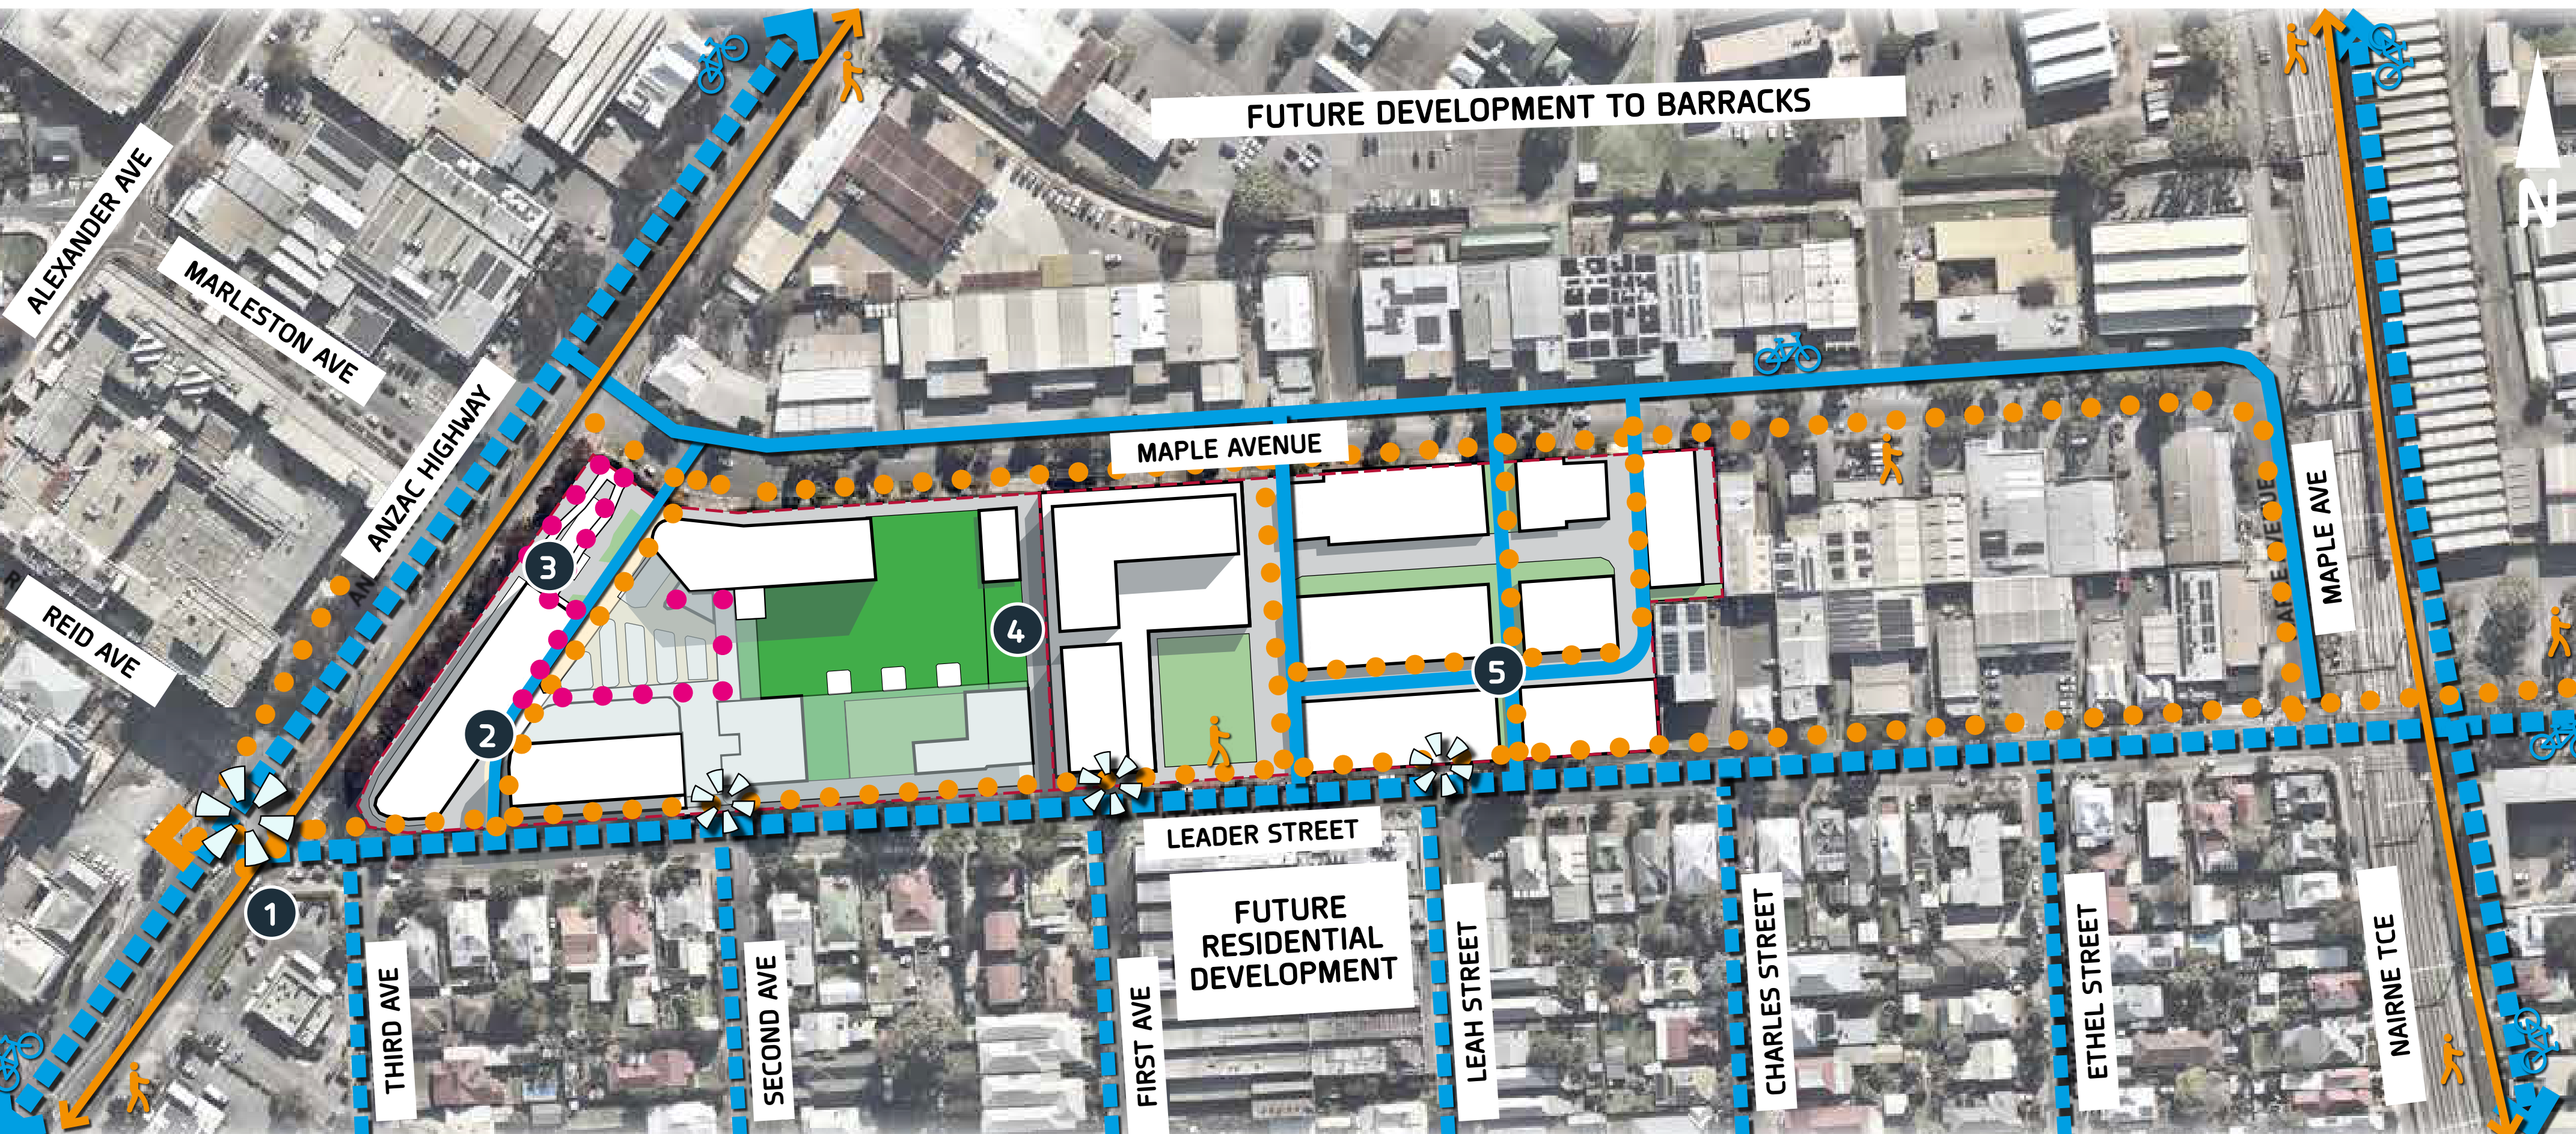 FUTURE DEVELOPMENT TO BARRACKS
N
ALEXANDER AVE
MARLESTON AVE
ANZAC HIGHWAY
REID AVE
MAPLE AVENUE
MAPLE AVE
3
4
5
2
1
LEADER STREET
FUTURE
RESIDENTIAL
DEVELOPMENT
THIRD AVE
SECOND AVE
FIRST AVE
LEAH STREET
CHARLES STREET
ETHEL STREET
NAIRNE TCE